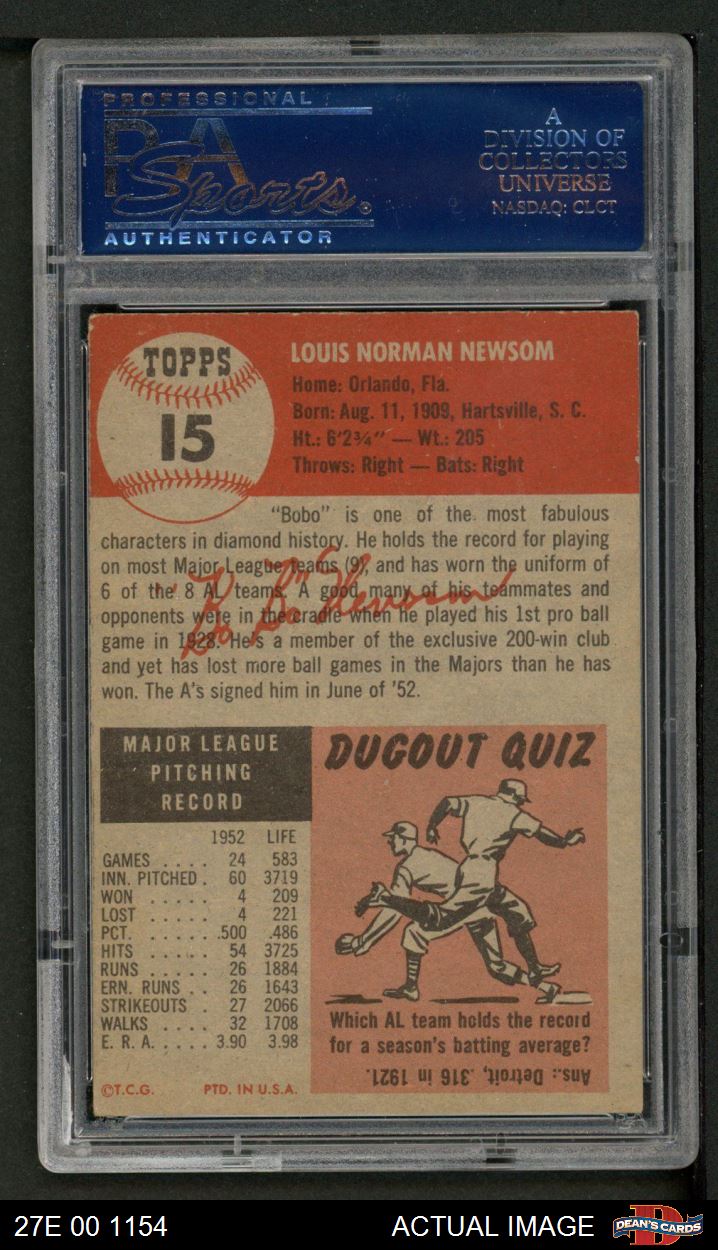 PROFESSIONAL
PSA
Sports
AUTHENTICATOR
A
DIVISION OF
COLLECTORS
UNIVERSE
NASDAQ: CLCT
TOPPS
15
LOUIS NORMAN NEWSOM
Home: Orlando, Fla.
Born: Aug. 11, 1909, Hartsville, S. C.
Ht.: 6'2¾" — Wt.: 205
Throws: Right — Bats: Right
"Bobo" is one of the most fabulous
characters in diamond history. He holds the record for playing
on most Major League teams (9), and has worn the uniform of
6 of the 8 AL teams. A good many of his teammates and
opponents were in the cradle when he played his 1st pro ball
game in 1928. He's a member of the exclusive 200-win club
and yet has lost more ball games in the Majors than he has
won. The A's signed him in June of '52.
"Bo Bo" Newsom
MAJOR LEAGUE
PITCHING
RECORD
1952 LIFE
GAMES . . . . 24 583
INN. PITCHED . 60 3719
WON . . . . . 4 209
LOST . . . . . 4 221
PCT. . . . . . .500 .486
HITS . . . . . 54 3725
RUNS . . . . . 26 1884
ERN. RUNS . . 26 1643
STRIKEOUTS . 27 2066
WALKS . . . . 32 1708
E. R. A. . . . . 3.90 3.98
©T.C.G. PTD. IN U.S.A.
DUGOUT QUIZ
Which AL team holds the record
for a season's batting average?
Ans.: Detroit, .316 in 1921.
27E 00 1154
ACTUAL IMAGE
DEAN'S CARDS